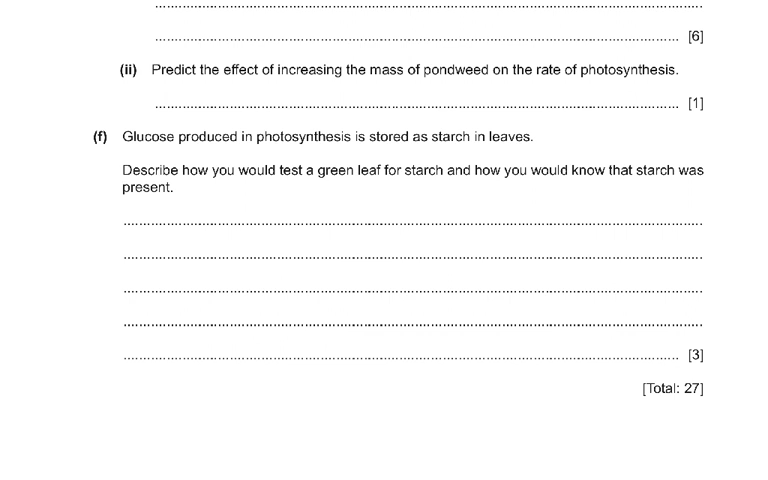 ................................................................................................................................................
........................................................................................................................................... [6]
(ii) Predict the effect of increasing the mass of pondweed on the rate of photosynthesis.
........................................................................................................................................... [1]
(f) Glucose produced in photosynthesis is stored as starch in leaves.
Describe how you would test a green leaf for starch and how you would know that starch was
present.
................................................................................................................................................
................................................................................................................................................
................................................................................................................................................
................................................................................................................................................
........................................................................................................................................... [3]
[Total: 27]